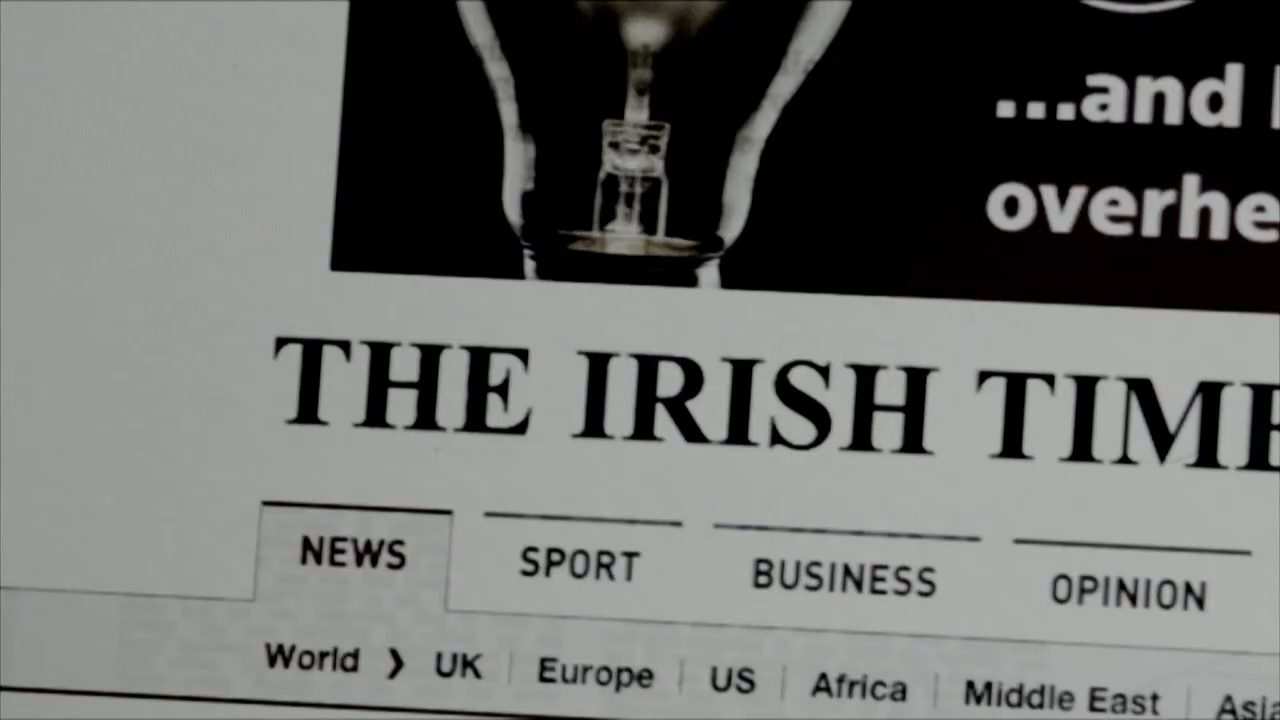 ...and
overhe
THE IRISH TIME
NEWS SPORT BUSINESS OPINION
World ❯ UK Europe US Africa Middle East Asia